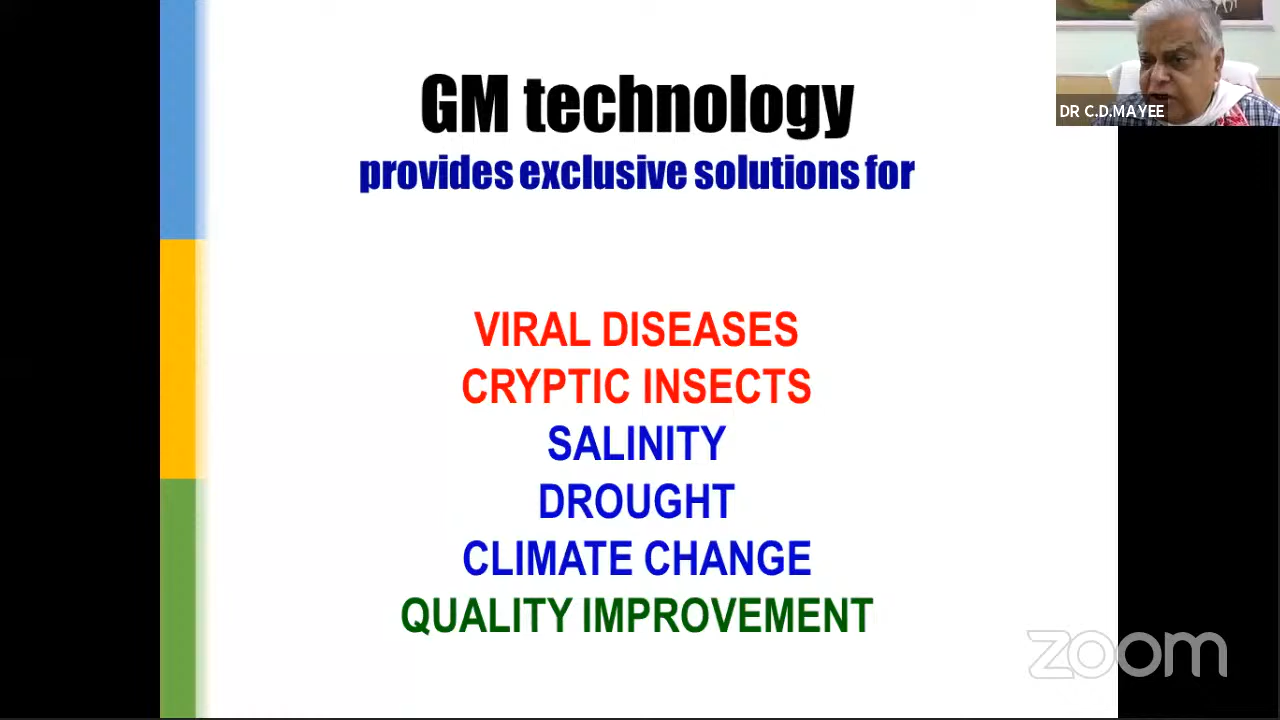 GM technology
provides exclusive solutions for
DR C.D.MAYEE
VIRAL DISEASES
CRYPTIC INSECTS
SALINITY
DROUGHT
CLIMATE CHANGE
QUALITY IMPROVEMENT
zoom